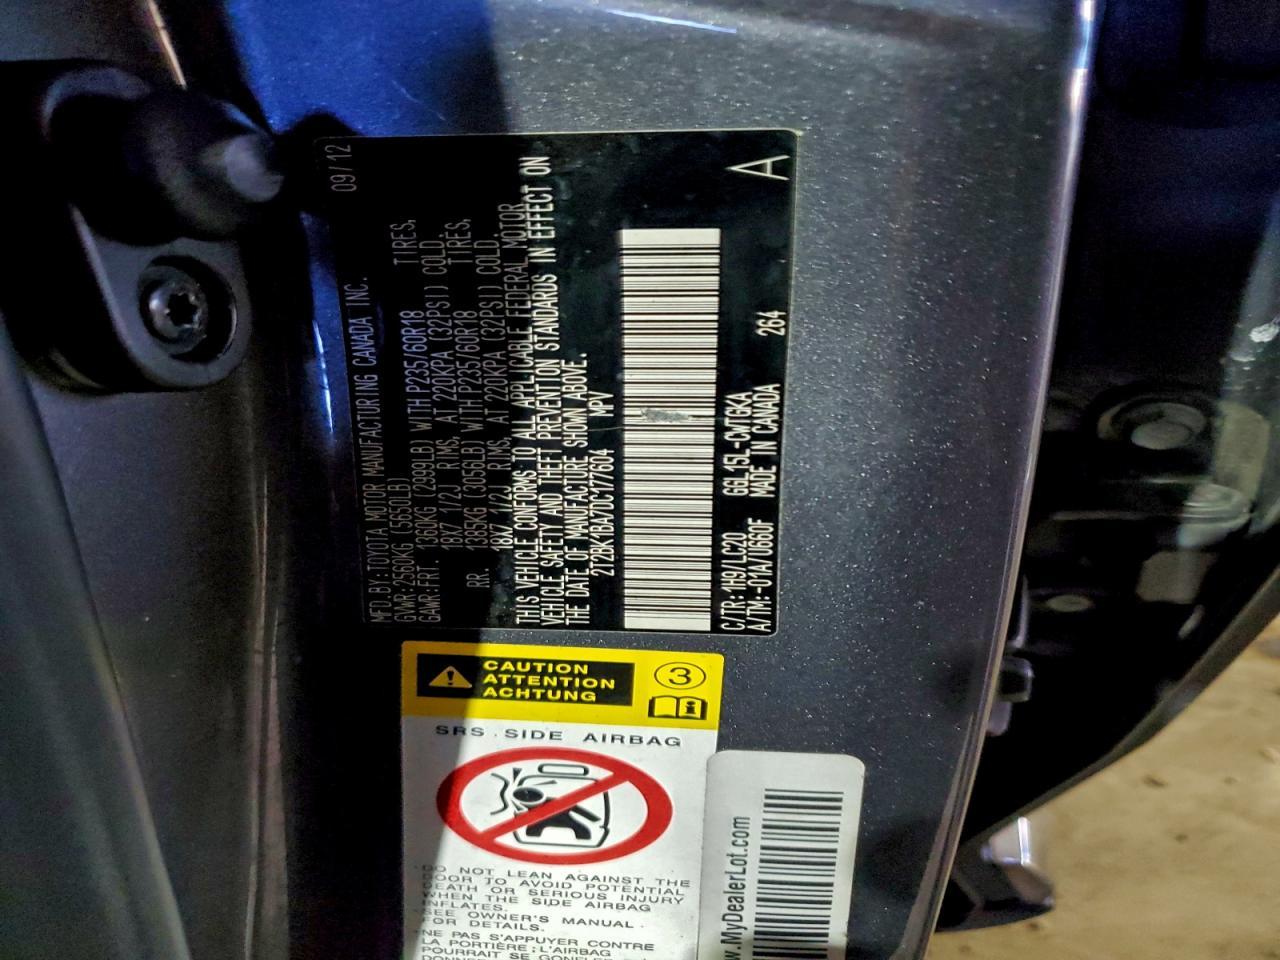 MFD.BY:TOYOTA MOTOR MANUFACTURING CANADA INC. 09/12
GVWR:2560KG (5650LB)
GAWR:FRT. 1360KG (2999LB) WITH P235/60R18 TIRES,
18X7 1/2J RIMS, AT 220KPA (32PSI) COLD.
RR. 1385KG (3056LB) WITH P235/60R18 TIRES,
18X7 1/2J RIMS, AT 220KPA (32PSI) COLD.
THIS VEHICLE CONFORMS TO ALL APPLICABLE FEDERAL MOTOR
VEHICLE SAFETY AND THEFT PREVENTION STANDARDS IN EFFECT ON
THE DATE OF MANUFACTURE SHOWN ABOVE.
2T2BK1BA7DC177604 MPV
C/TR:1H9/LC20 GGL15L-CWTGKA
A/TM:-01A/U660F MADE IN CANADA 264 A
CAUTION
ATTENTION
ACHTUNG
3
i
SRS SIDE AIRBAG
DO NOT LEAN AGAINST THE
DOOR TO AVOID POTENTIAL
DEATH OR SERIOUS INJURY
WHEN THE SIDE AIRBAG
INFLATES.
SEE OWNER'S MANUAL
FOR DETAILS.
NE PAS S'APPUYER CONTRE
LA PORTIÈRE:L'AIRBAG
POURRAIT SE GONFLER
w.MyDealerLot.com